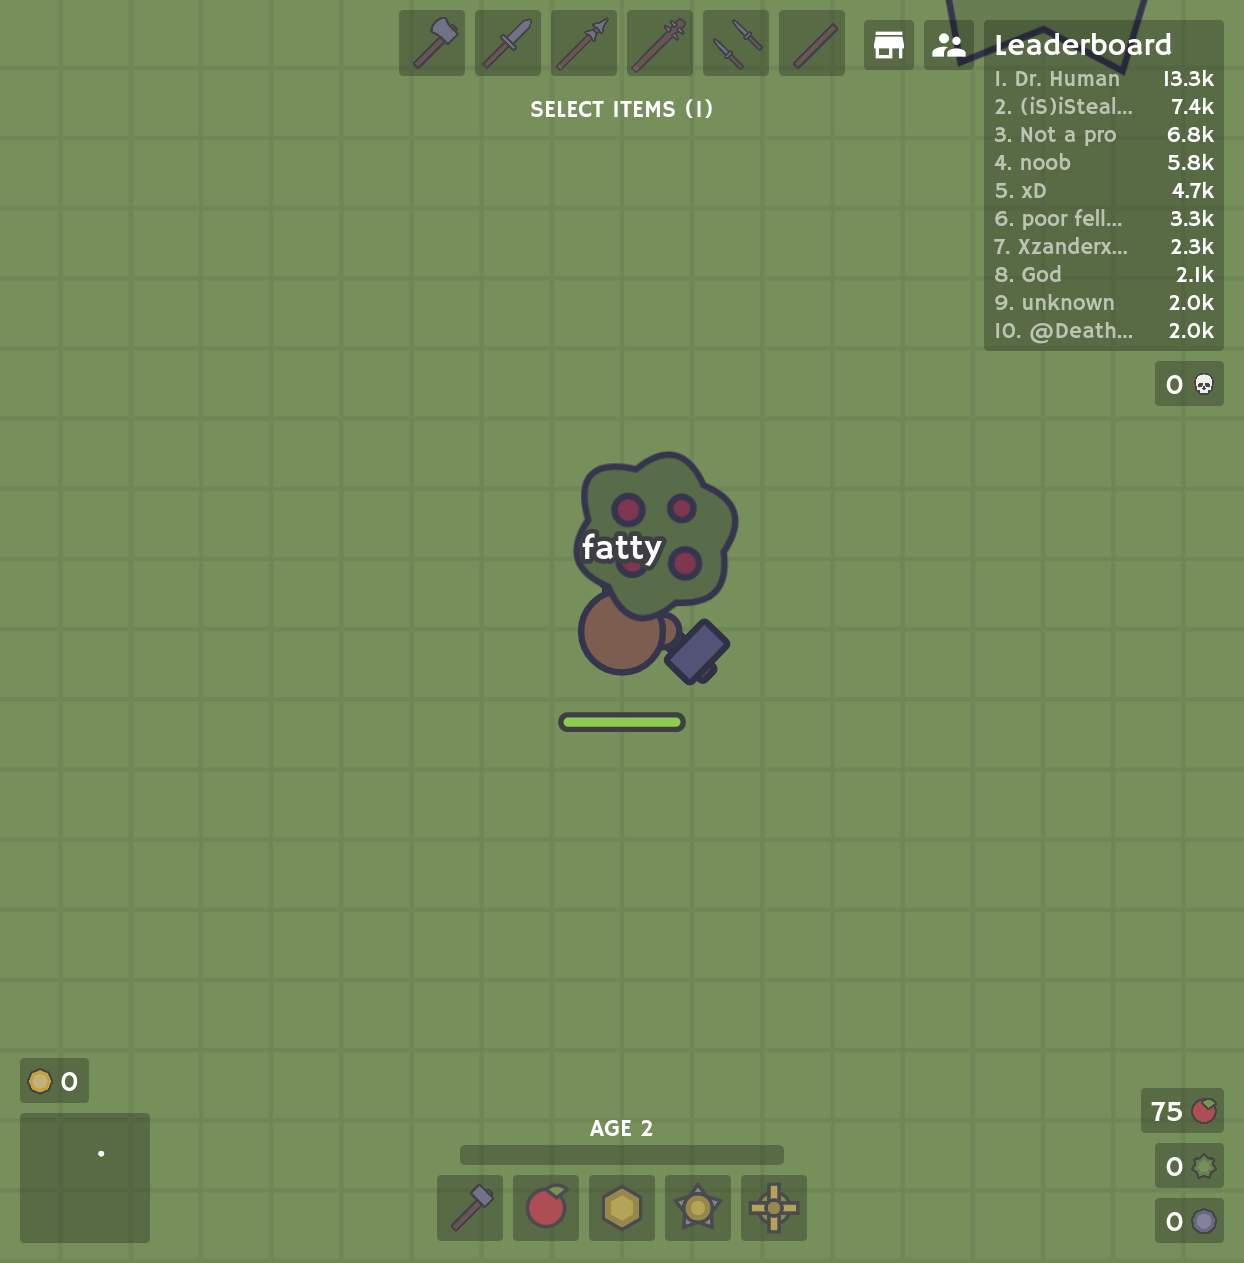 SELECT ITEMS (1)
Leaderboard
1. Dr. Human 13.3k
2. (iS)iSteal... 7.4k
3. Not a pro 6.8k
4. noob 5.8k
5. xD 4.7k
6. poor fell... 3.3k
7. Xzanderx... 2.3k
8. God 2.1k
9. unknown 2.0k
10. @Death... 2.0k
0
fatty
0
75
AGE 2
0
0